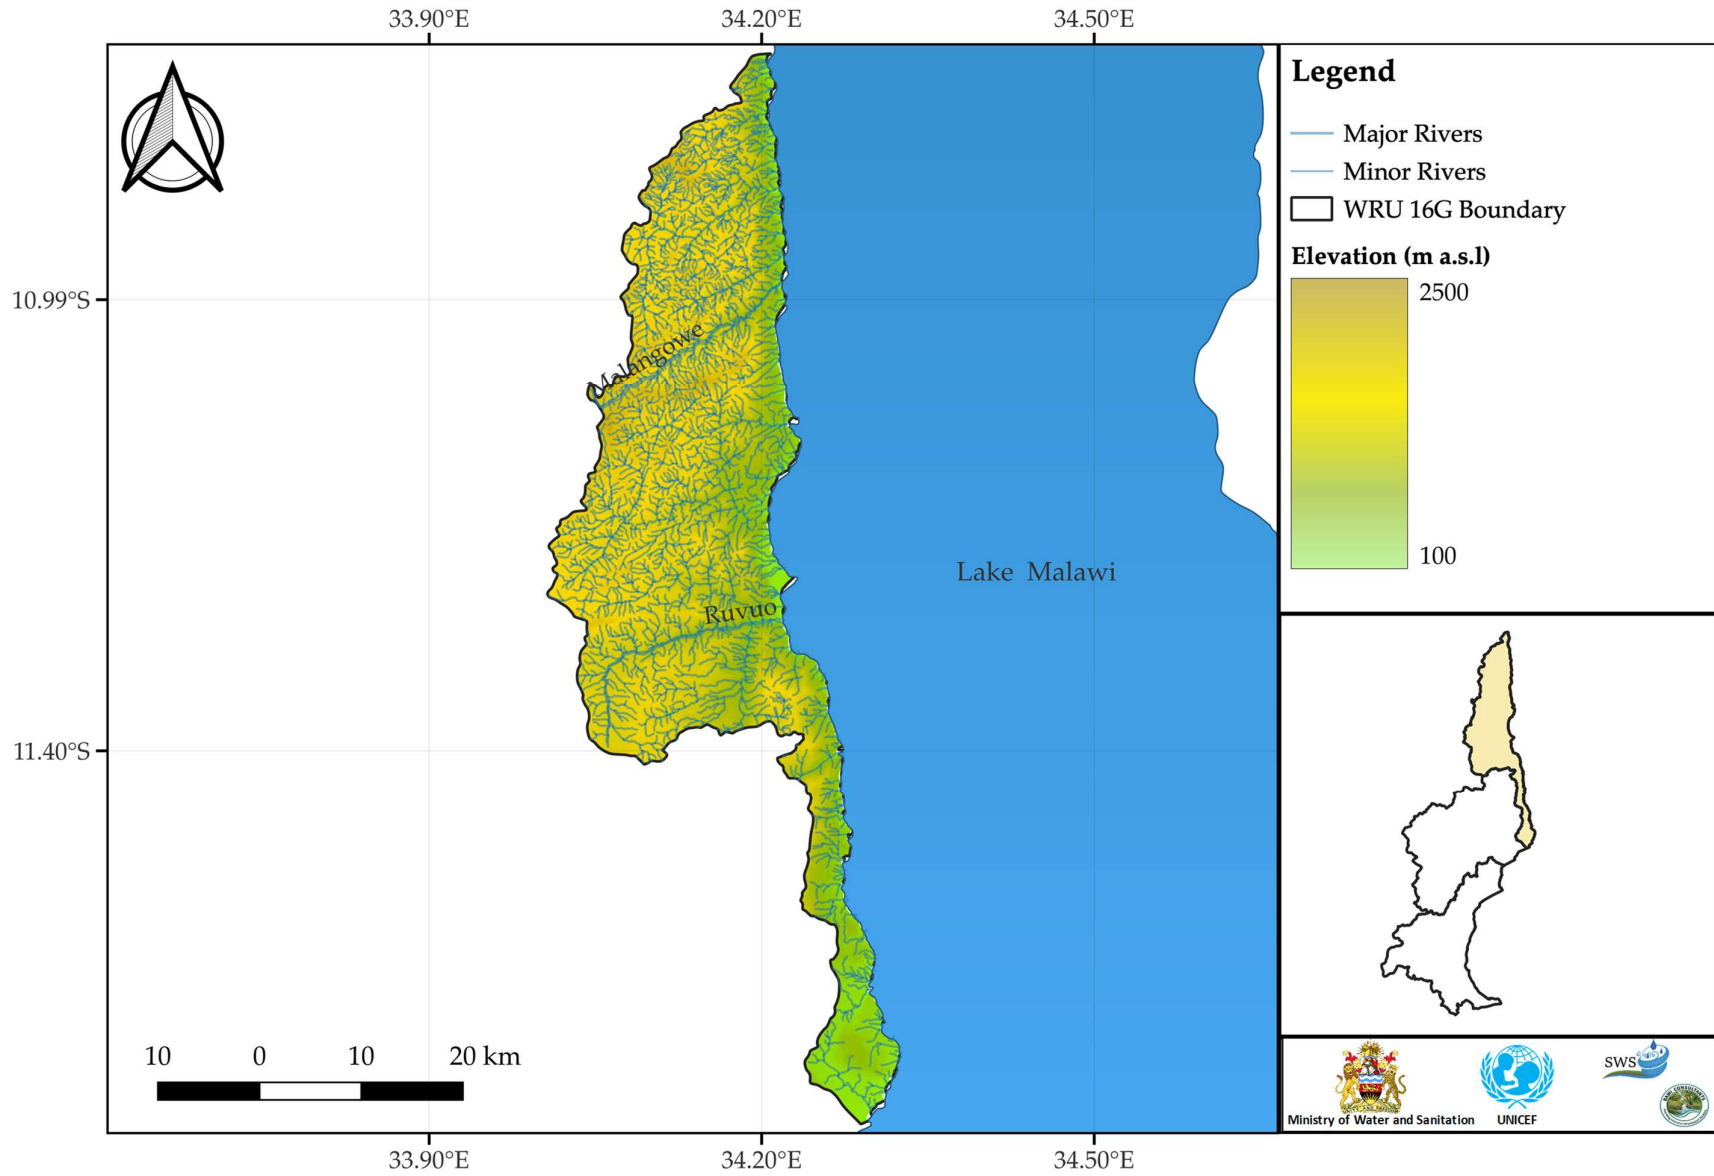 33.90°E
34.20°E
34.50°E
10.99°S
11.40°S
Malangowe
Ruvuo
Lake Malawi
10
0
10
20 km
33.90°E
34.20°E
34.50°E
Legend
Major Rivers
Minor Rivers
WRU 16G Boundary
Elevation (m a.s.l)
2500
100
Ministry of Water and Sanitation
UNICEF
SWS